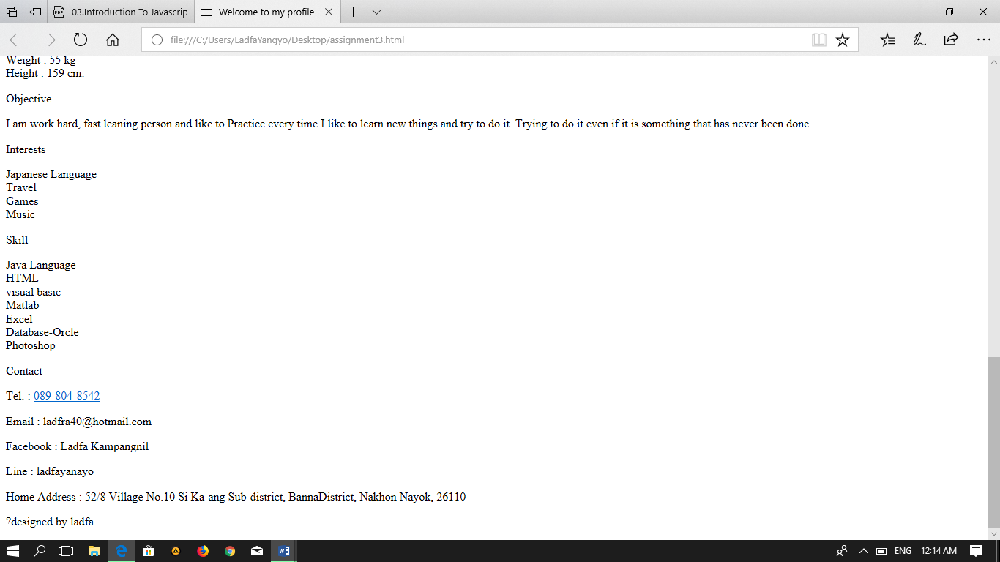 03.Introduction To Javascrip
Welcome to my profile
file:///C:/Users/LadfaYangyo/Desktop/assignment3.html
Weight : 55 kg
Height : 159 cm.
Objective
I am work hard, fast leaning person and like to Practice every time.I like to learn new things and try to do it. Trying to do it even if it is something that has never been done.
Interests
Japanese Language
Travel
Games
Music
Skill
Java Language
HTML
visual basic
Matlab
Excel
Database-Orcle
Photoshop
Contact
Tel. : 089-804-8542
Email : ladfra40@hotmail.com
Facebook : Ladfa Kampangnil
Line : ladfayanayo
Home Address : 52/8 Village No.10 Si Ka-ang Sub-district, BannaDistrict, Nakhon Nayok, 26110
?designed by ladfa
ENG 12:14 AM